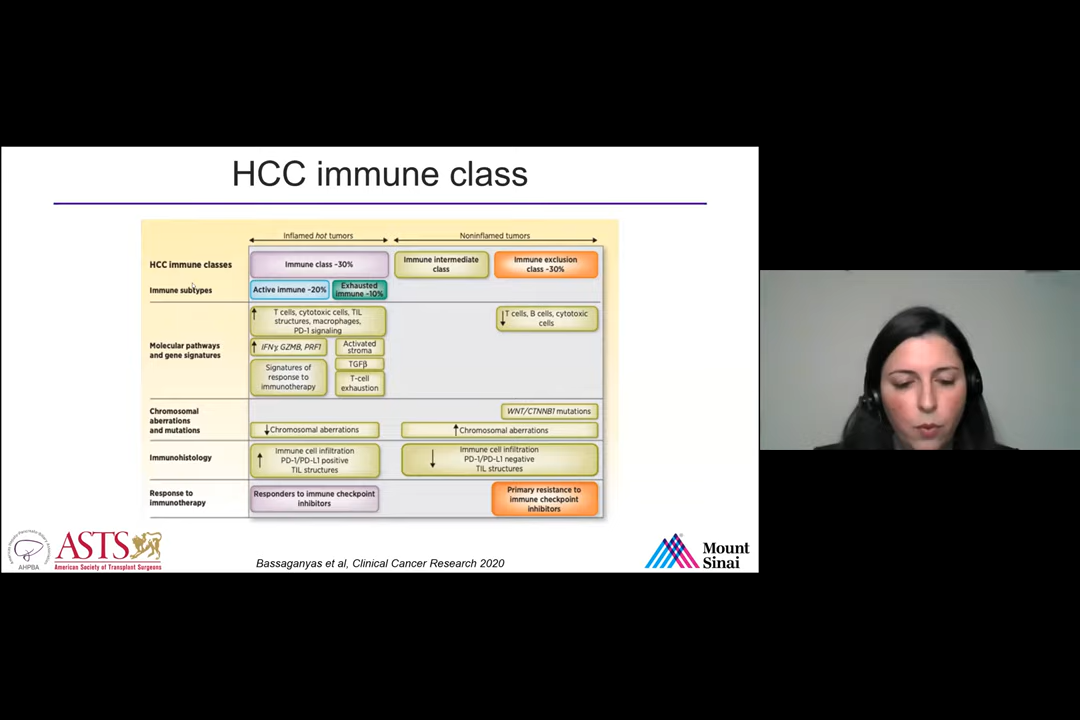 HCC immune class
Inflamed hot tumors
Noninflamed tumors
HCC immune classes
Immune class ~30%
Immune intermediate
class
Immune exclusion
class ~30%
Immune subtypes
Active immune ~20%
Exhausted
immune ~10%
Molecular pathways
and gene signatures
↑ T cells, cytotoxic cells, TIL
structures, macrophages,
PD-1 signaling
↓ T cells, B cells, cytotoxic
cells
↑ IFNγ, GZMB, PRF1
Activated
stroma
Signatures of
response to
immunotherapy
TGFβ
T-cell
exhaustion
Chromosomal
aberrations
and mutations
WNT/CTNNB1 mutations
↓ Chromosomal aberrations
↑ Chromosomal aberrations
Immunohistology
↑ Immune cell infiltration
PD-1/PD-L1 positive
TIL structures
↓ Immune cell infiltration
PD-1/PD-L1 negative
TIL structures
Response to
immunotherapy
Responders to immune checkpoint
inhibitors
Primary resistance to
immune checkpoint
inhibitors
AHPBA
ASTS
American Society of Transplant Surgeons
Bassaganyas et al, Clinical Cancer Research 2020
Mount
Sinai